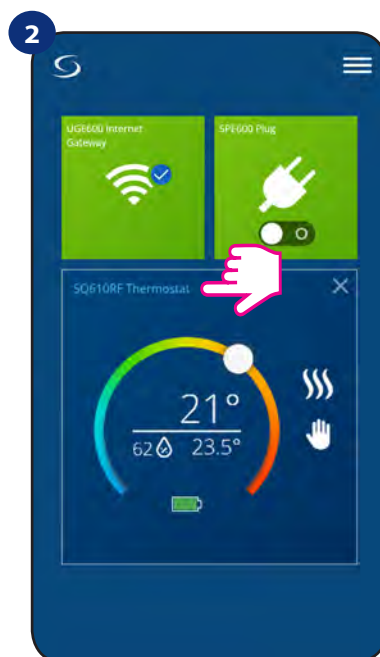 2
UGE600 Internet
Gateway
SPE600 Plug
SQ610RF Thermostat
21°
62 23.5°